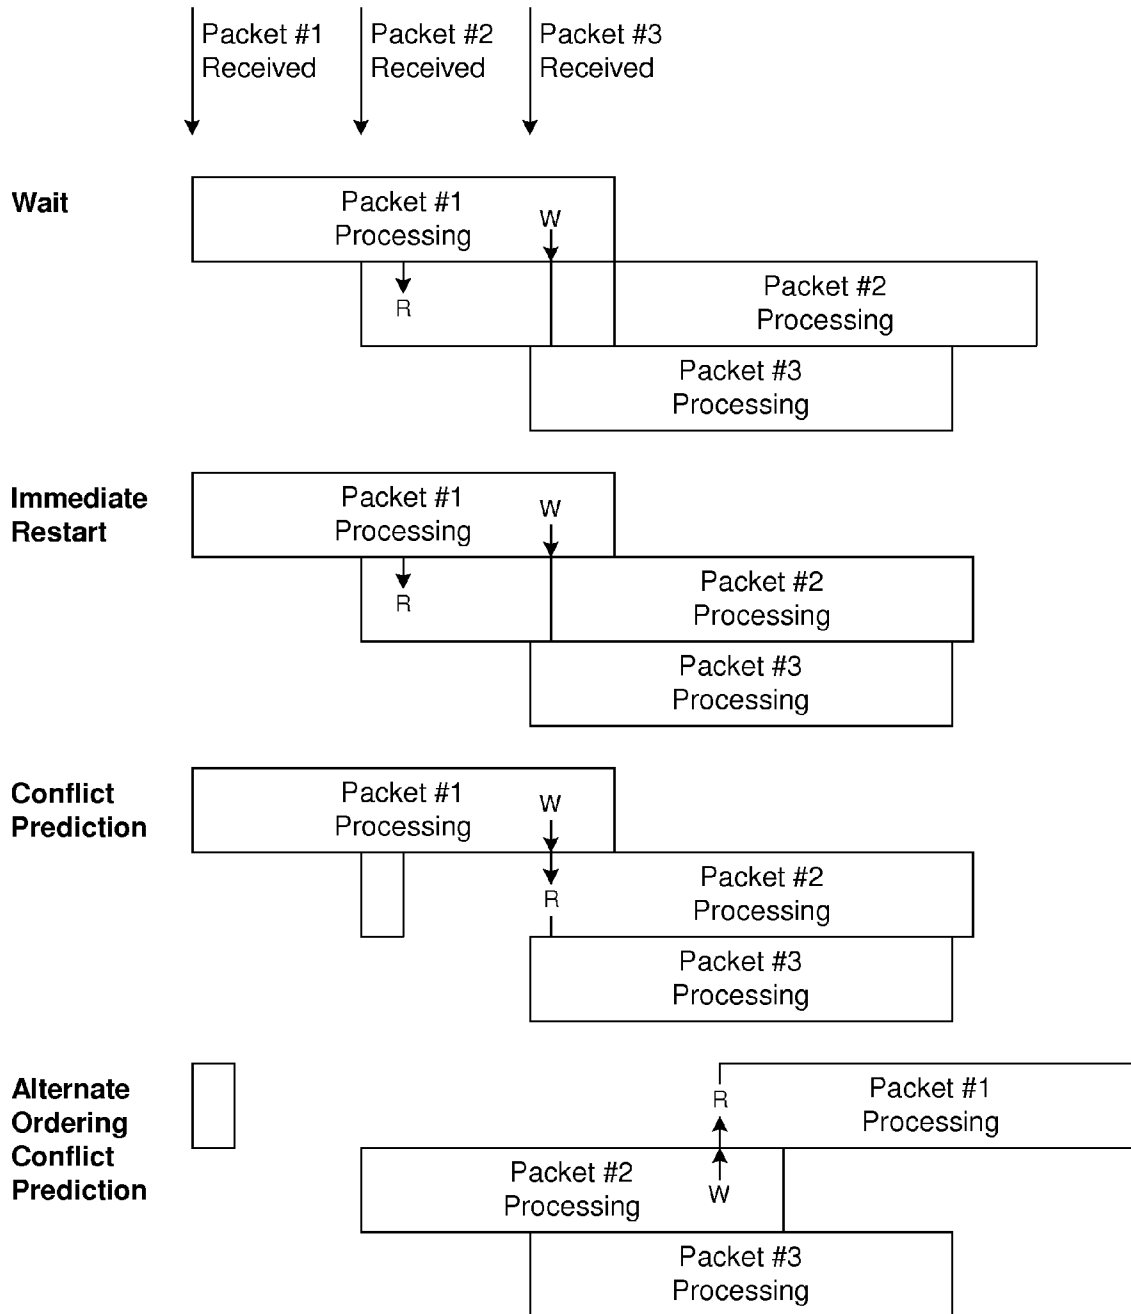 Packet #1
Received
Packet #2
Received
Packet #3
Received
Wait
Packet #1
Processing
W
R
Packet #2
Processing
Packet #3
Processing
Immediate
Restart
Packet #1
Processing
W
R
Packet #2
Processing
Packet #3
Processing
Conflict
Prediction
Packet #1
Processing
W
R
Packet #2
Processing
Packet #3
Processing
Alternate
Ordering
Conflict
Prediction
R
Packet #1
Processing
Packet #2
Processing
W
Packet #3
Processing